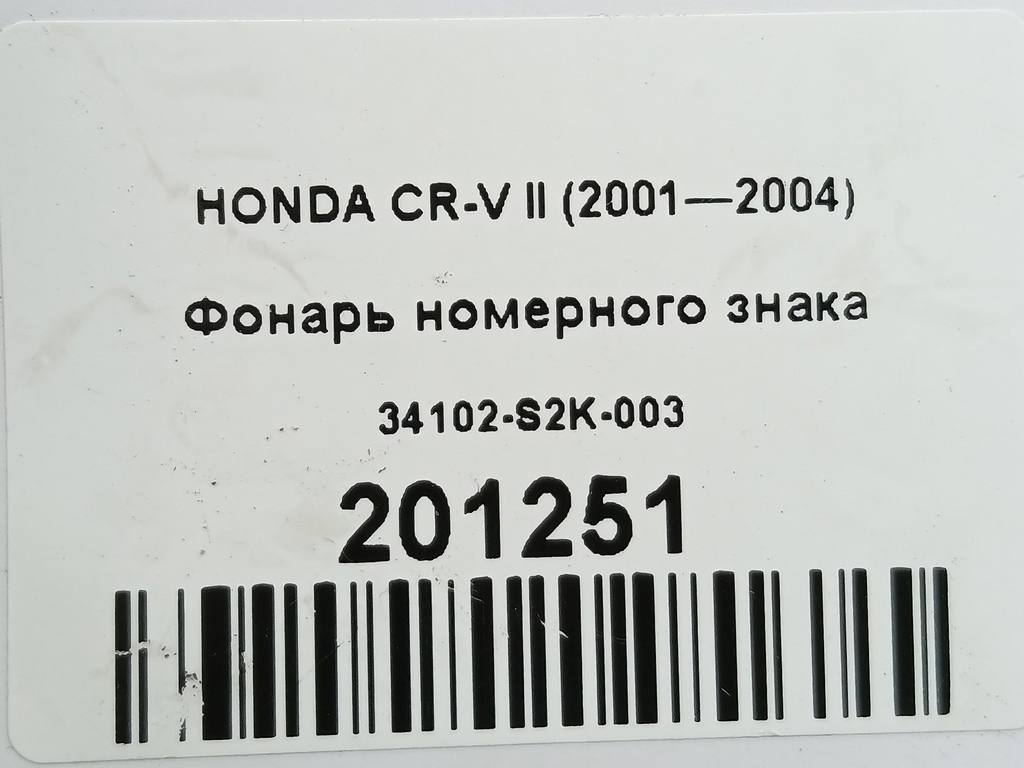 HONDA CR-V II (2001—2004)
Фонарь номерного знака
34102-S2K-003
201251